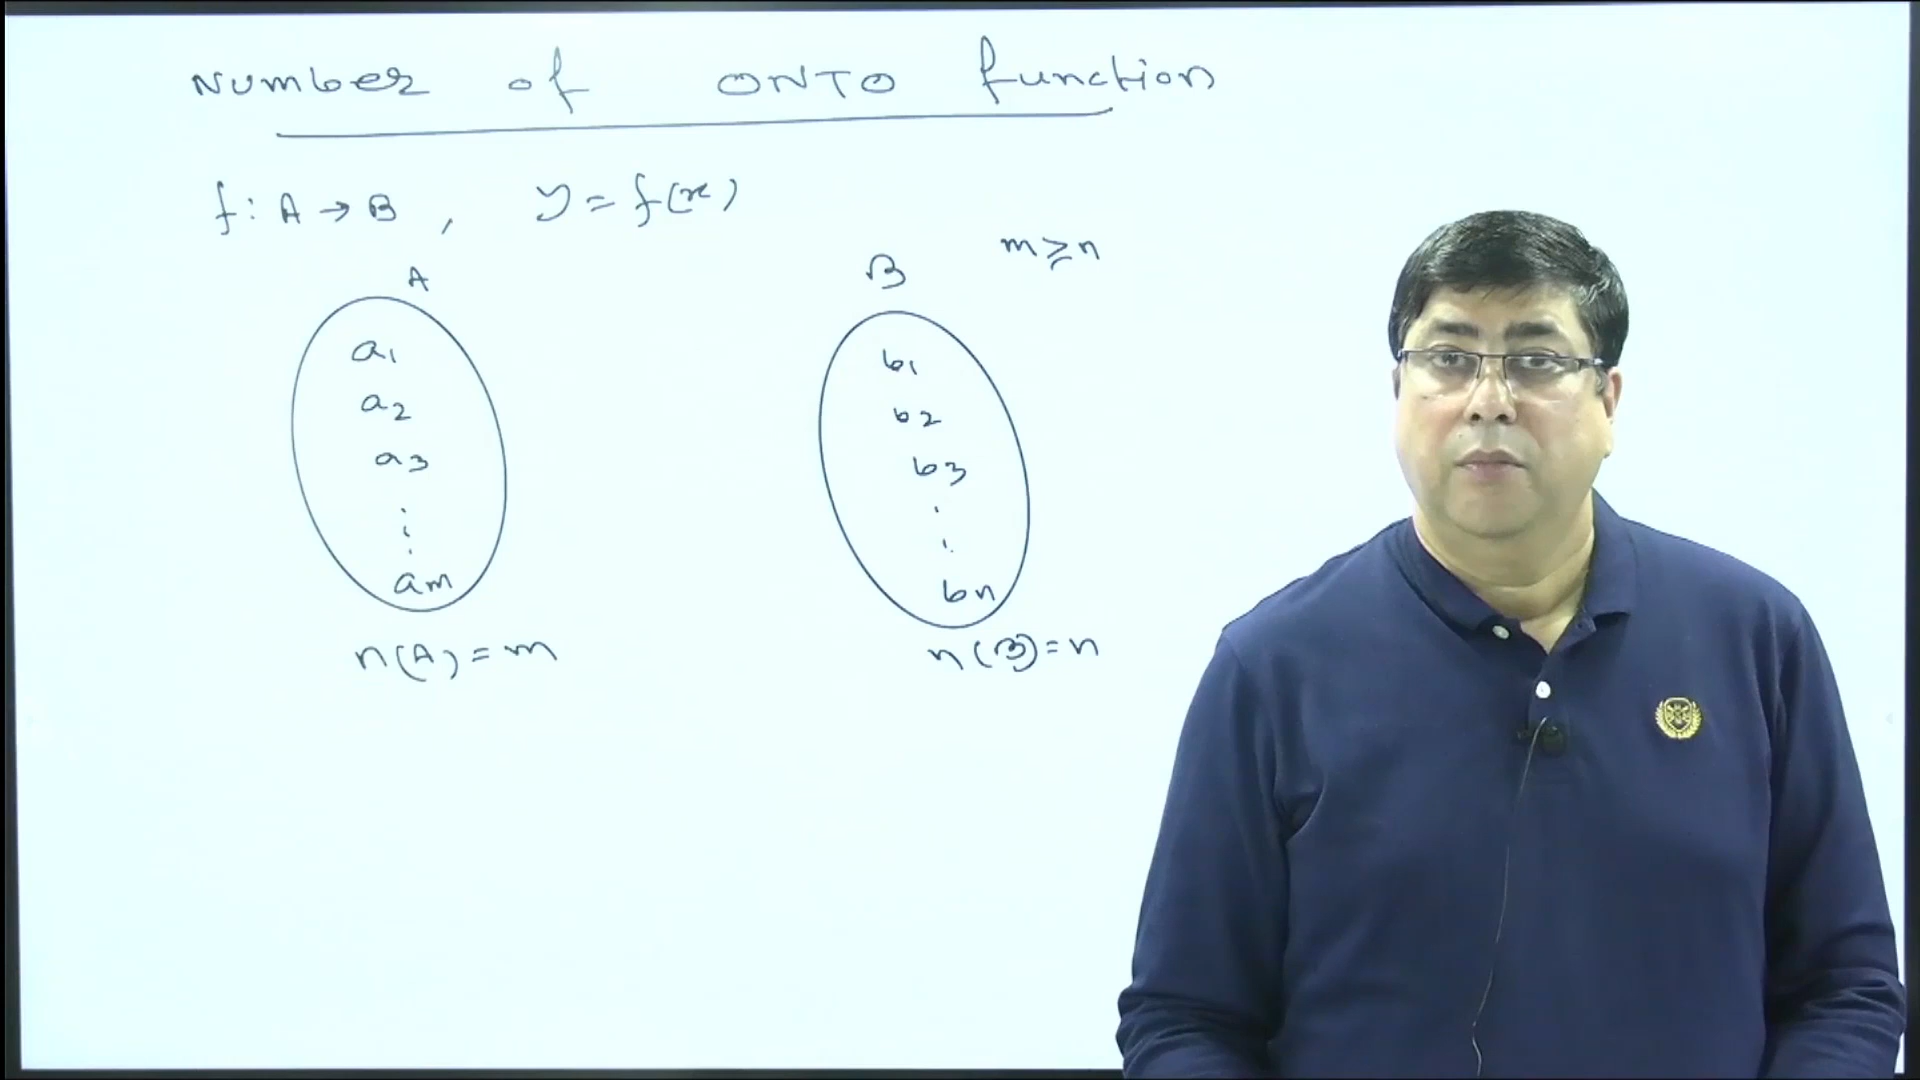 Number of ONTO function
f: A → B , y = f(x)
m ≥ n
A
B
a1
a2
a3
am
b1
b2
b3
bn
n(A) = m
n(B) = n